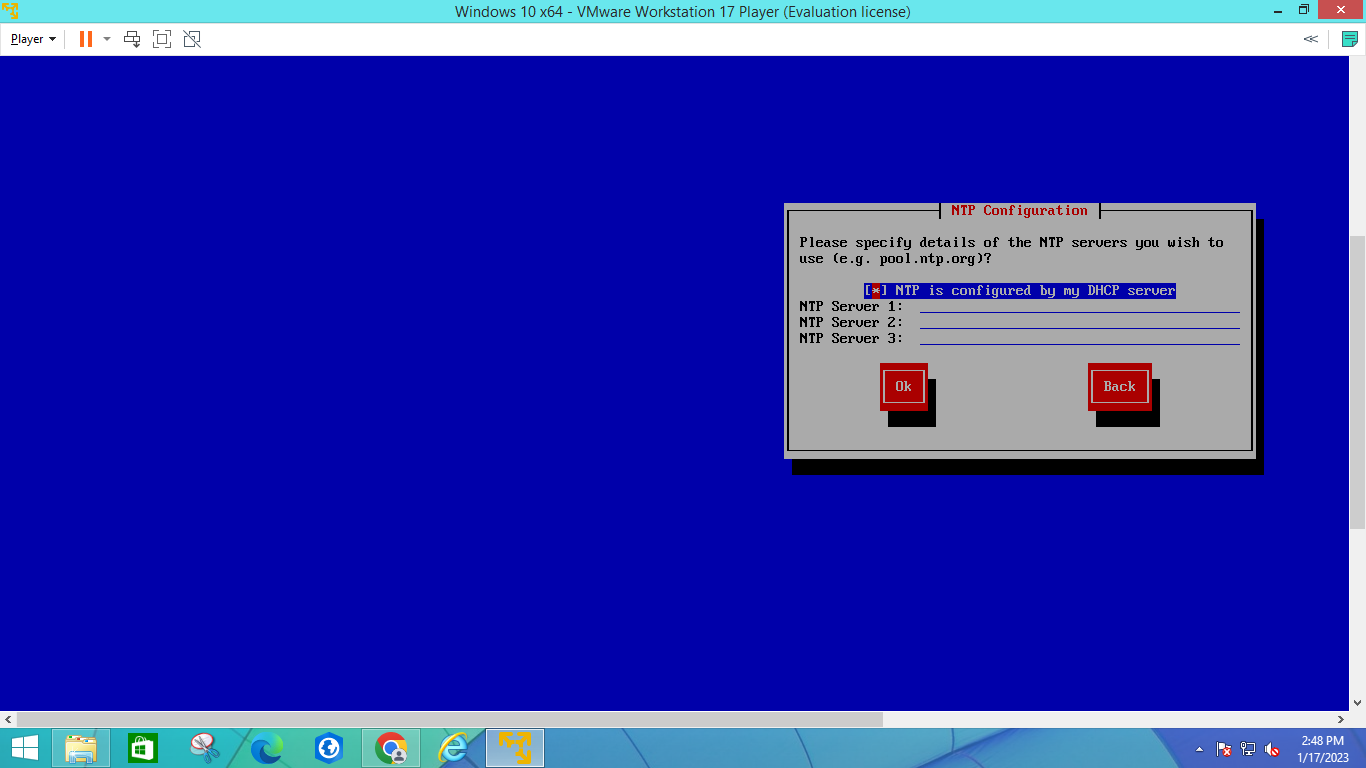 Windows 10 x64 - VMware Workstation 17 Player (Evaluation license)
Player
NTP Configuration
Please specify details of the NTP servers you wish to
use (e.g. pool.ntp.org)?
[*] NTP is configured by my DHCP server
NTP Server 1:
NTP Server 2:
NTP Server 3:
Ok Back
2:48 PM
1/17/2023